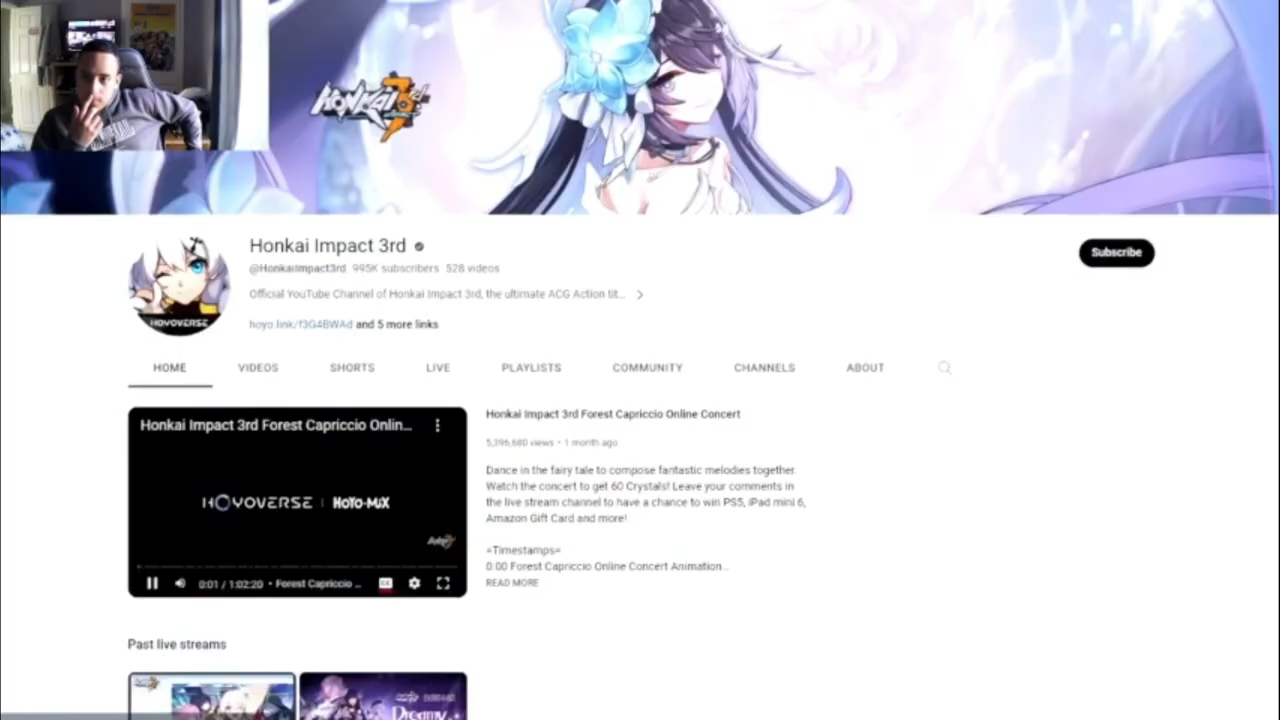 HONKAI 3rd
Honkai Impact 3rd
@HonkaiImpact3rd 995K subscribers 528 videos
Subscribe
Official YouTube Channel of Honkai Impact 3rd, the ultimate ACG Action tit...
HOYOVERSE
hoyo.link/f3G4BWAd and 5 more links
HOME VIDEOS SHORTS LIVE PLAYLISTS COMMUNITY CHANNELS ABOUT
Honkai Impact 3rd Forest Capriccio Onlin...
HOYOVERSE | HOYO-MiX
0:01 / 1:02:20 • Forest Capriccio ...
Honkai Impact 3rd Forest Capriccio Online Concert
5,396,680 views • 1 month ago
Dance in the fairy tale to compose fantastic melodies together.
Watch the concert to get 60 Crystals! Leave your comments in
the live stream channel to have a chance to win PS5, iPad mini 6,
Amazon Gift Card and more!
=Timestamps=
0:00 Forest Capriccio Online Concert Animation...
READ MORE
Past live streams
Dreamy